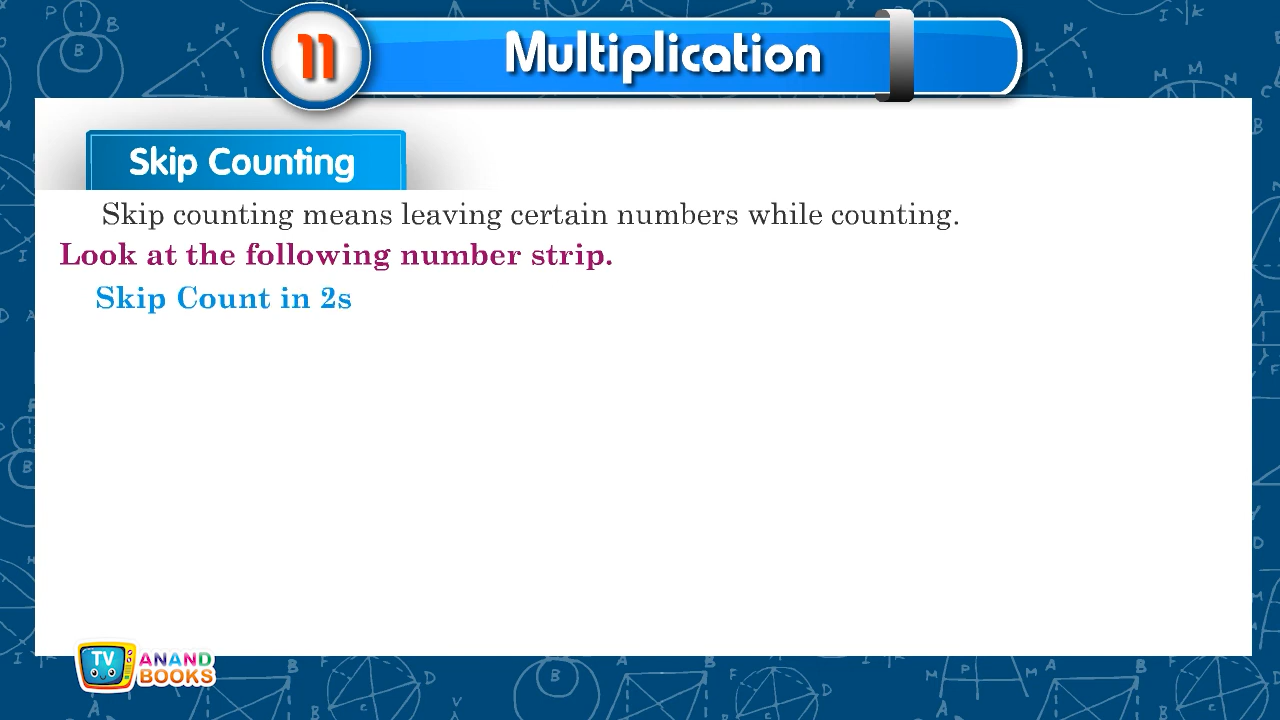 11
Multiplication
Skip Counting
Skip counting means leaving certain numbers while counting.
Look at the following number strip.
Skip Count in 2s
TV
ANAND
BOOKS